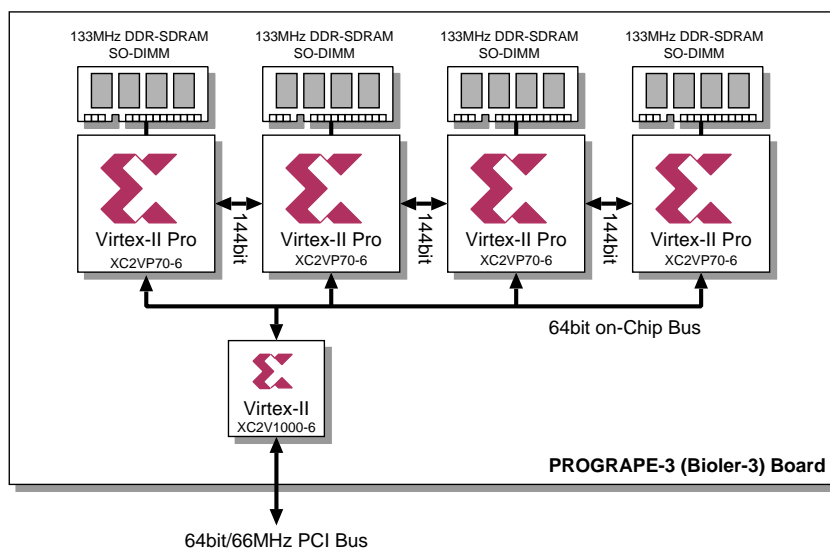 133MHz DDR-SDRAM
SO-DIMM
133MHz DDR-SDRAM
SO-DIMM
133MHz DDR-SDRAM
SO-DIMM
133MHz DDR-SDRAM
SO-DIMM
Virtex-II Pro
XC2VP70-6
144bit
Virtex-II Pro
XC2VP70-6
144bit
Virtex-II Pro
XC2VP70-6
144bit
Virtex-II Pro
XC2VP70-6
64bit on-Chip Bus
Virtex-II
XC2V1000-6
PROGRAPE-3 (Bioler-3) Board
64bit/66MHz PCI Bus